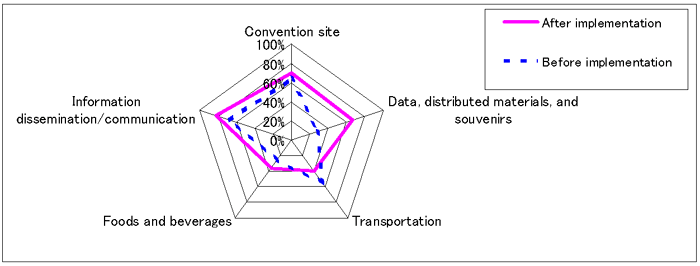 After implementation
Before implementation
Convention site
100%
80%
60%
40%
20%
0%
Information
dissemination/communication
Data, distributed materials, and
souvenirs
Foods and beverages
Transportation